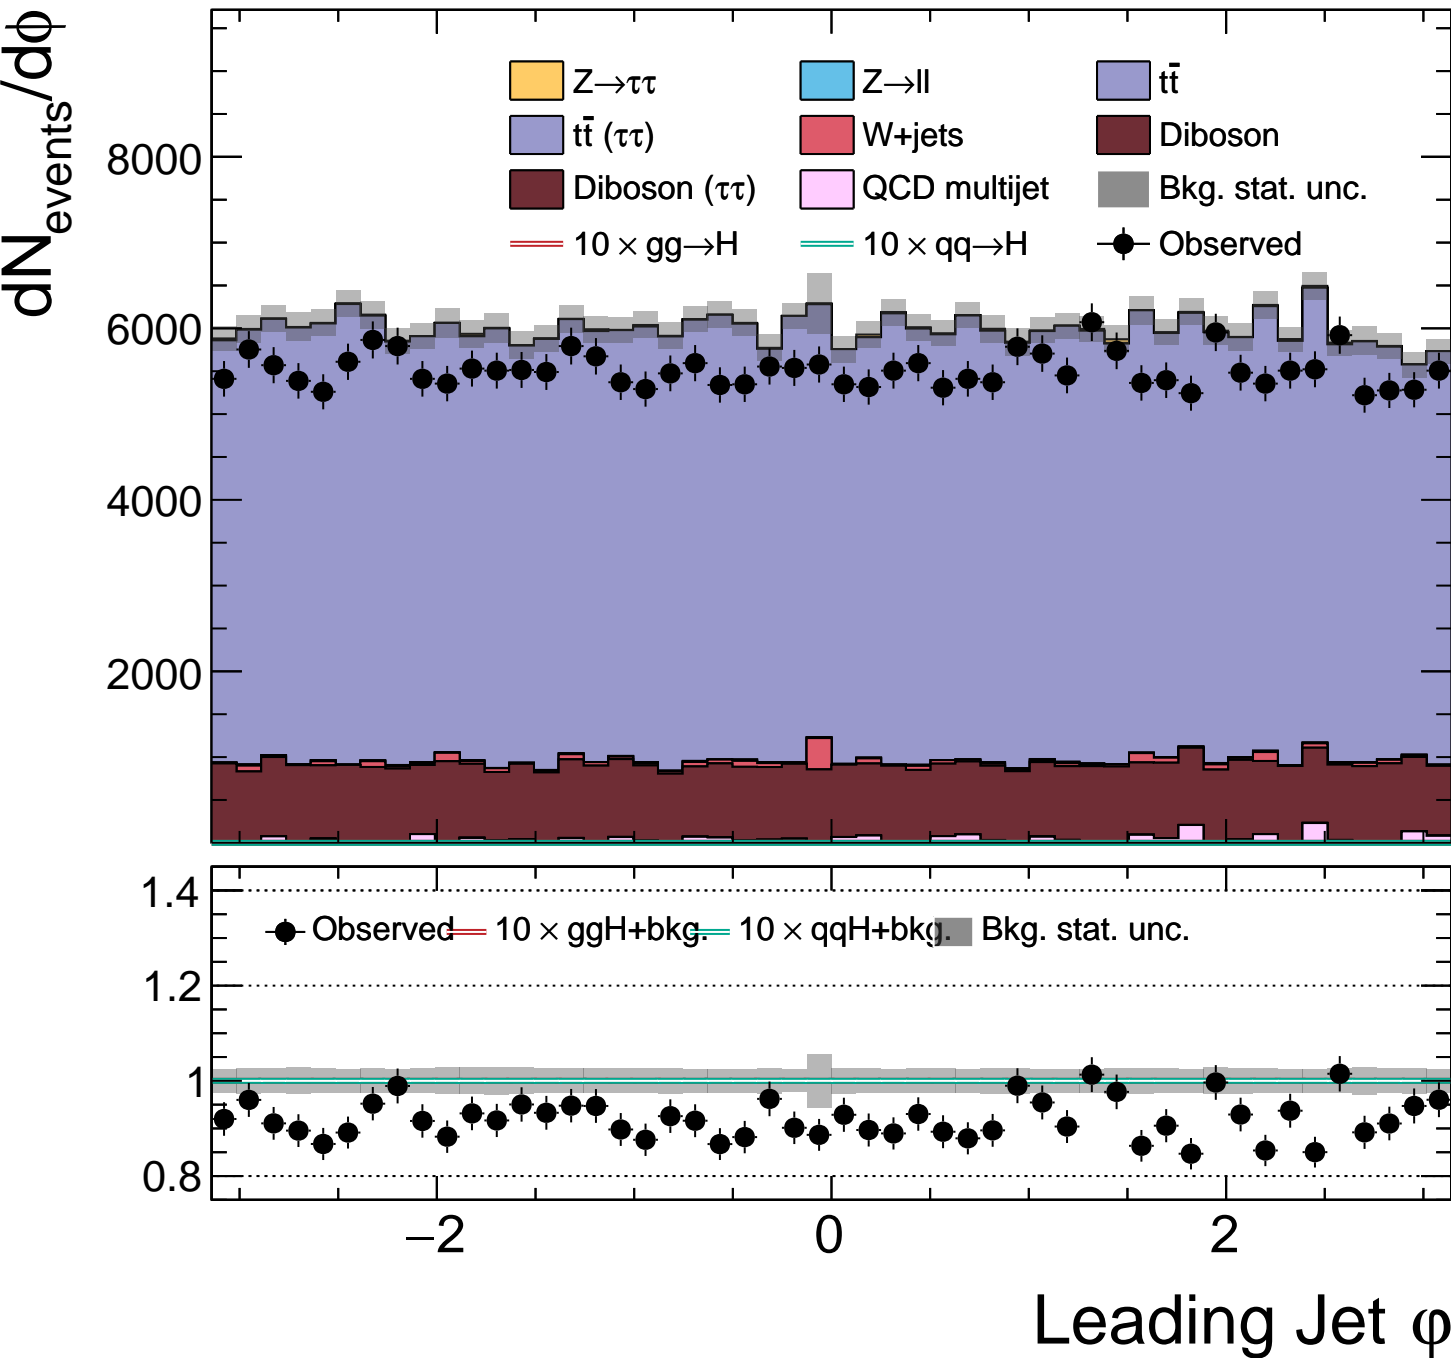 dN_events/dϕ
Z→ττ Z→ll tt̄
tt̄ (ττ) W+jets Diboson
8000
Diboson (ττ) QCD multijet Bkg. stat. unc.
10 × gg→H 10 × qq→H Observed
6000
4000
2000
1.4
Observed 10 × ggH+bkg. 10 × qqH+bkg. Bkg. stat. unc.
1.2
1
0.8
−2 0 2
Leading Jet φ